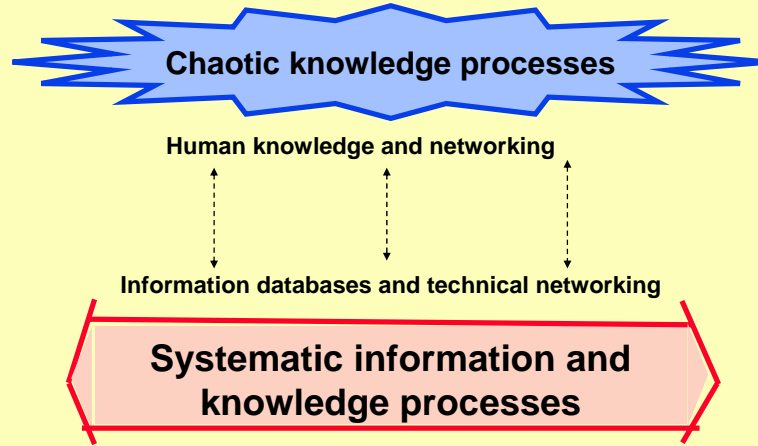 Chaotic knowledge processes
Human knowledge and networking
Information databases and technical networking
Systematic information and
knowledge processes